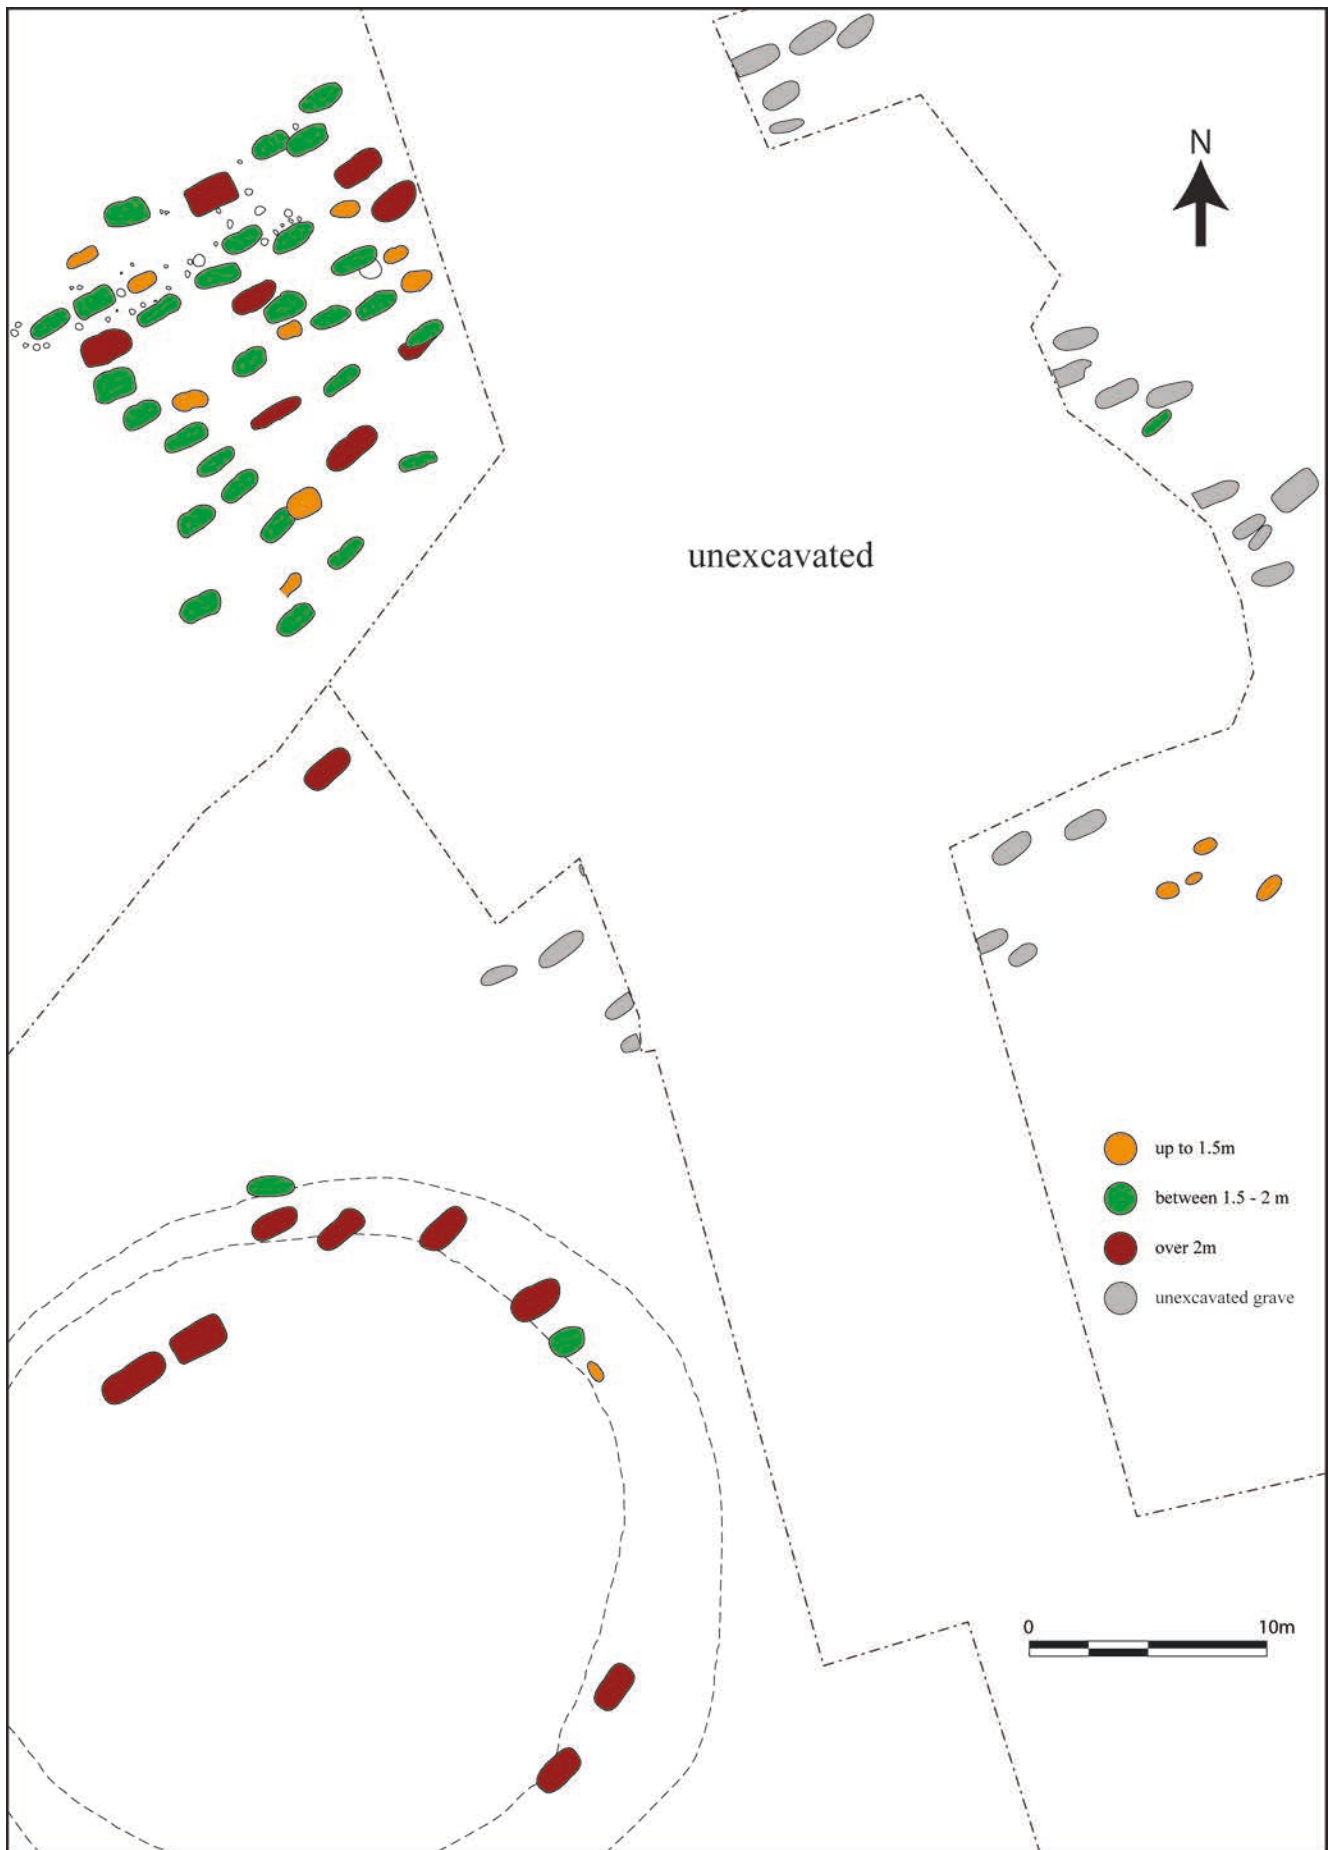 N
unexcavated
up to 1.5m
between 1.5 - 2 m
over 2m
unexcavated grave
0 10m